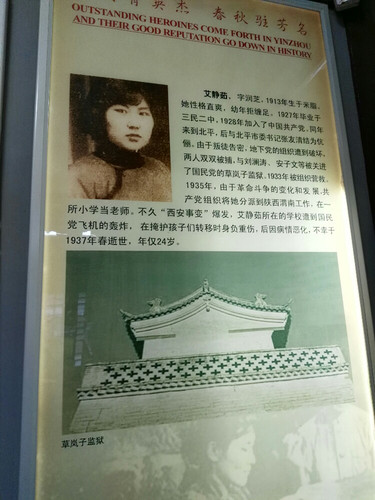 英杰 春秋驻芳名
OUTSTANDING HEROINES COME FORTH IN YINZHOU
AND THEIR GOOD REPUTATION GO DOWN IN HISTORY
艾静茹，字润芝，1913年生于米脂，
她性格直爽，幼年拒缠足，1927年毕业于
三民二中，1928年加入了中国共产党，同年
来到北平，后与北平市委书记张友清结为伉
俪。由于叛徒告密，地下党的组织遭到破坏，
两人双双被捕，与刘澜涛、安子文等被关进
了国民党的草岚子监狱。1933年被组织营救。
1935年，由于革命斗争的变化和发展，共
产党组织将她分派到陕西渭南工作，在一
所小学当老师。不久“西安事变”爆发，艾静茹所在的学校遭到国民
党飞机的轰炸，在掩护孩子们转移时身负重伤，后因病情恶化，不幸于
1937年春逝世，年仅24岁。
草岚子监狱